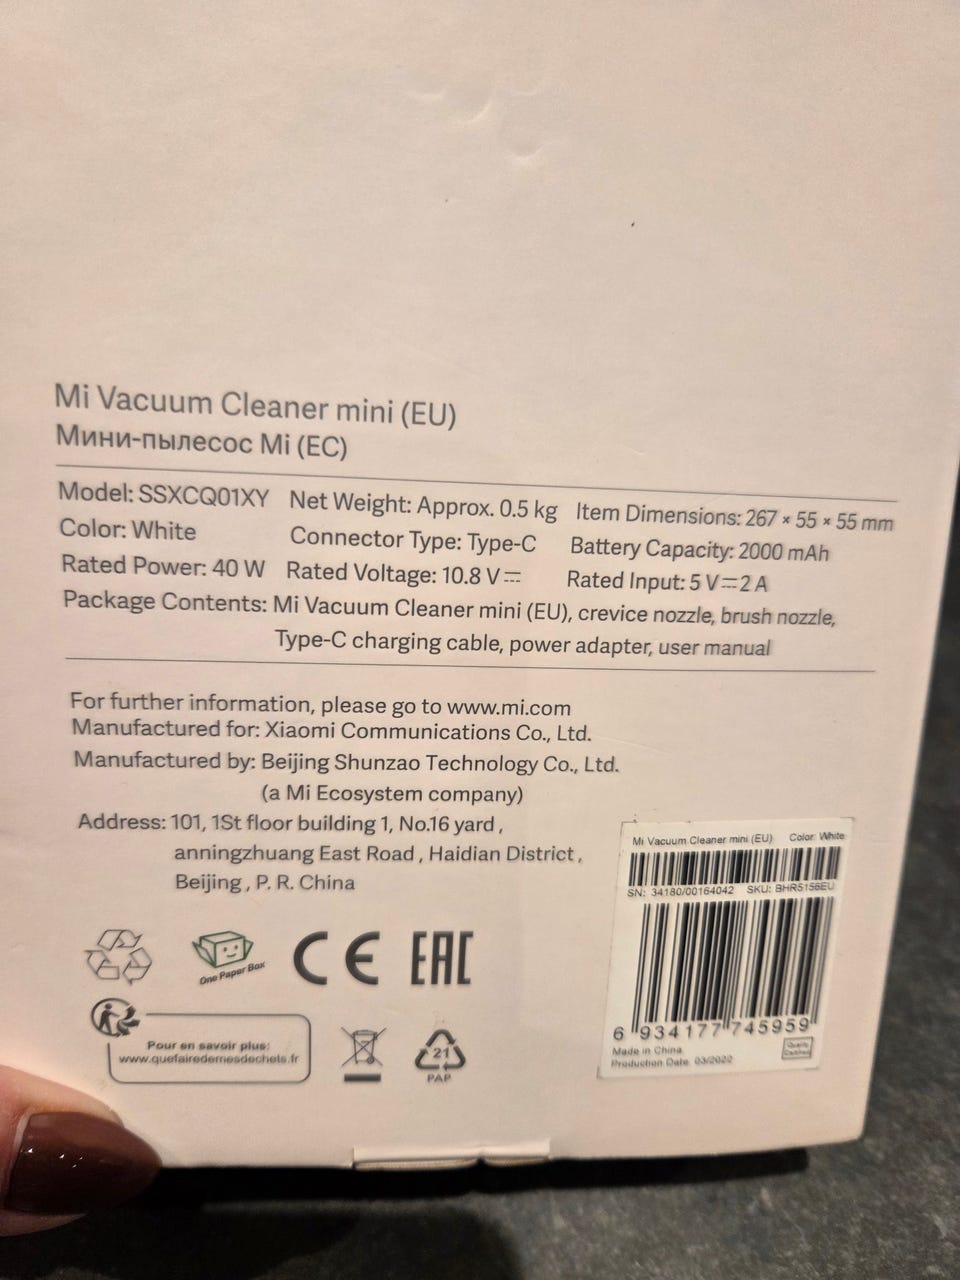 Mi Vacuum Cleaner mini (EU)
Мини-пылесос Mi (ЕС)
Model: SSXCQ01XY Net Weight: Approx. 0.5 kg Item Dimensions: 267 × 55 × 55 mm
Color: White Connector Type: Type-C Battery Capacity: 2000 mAh
Rated Power: 40 W Rated Voltage: 10.8 V⎓ Rated Input: 5 V⎓2 A
Package Contents: Mi Vacuum Cleaner mini (EU), crevice nozzle, brush nozzle,
Type-C charging cable, power adapter, user manual
For further information, please go to www.mi.com
Manufactured for: Xiaomi Communications Co., Ltd.
Manufactured by: Beijing Shunzao Technology Co., Ltd.
(a Mi Ecosystem company)
Address: 101, 1St floor building 1, No.16 yard ,
anningzhuang East Road , Haidian District ,
Beijing , P. R. China
One Paper Box
CE EAC
Pour en savoir plus:
www.quefairedemesdechets.fr
21
PAP
Mi Vacuum Cleaner mini (EU) Color: White
SN: 34180/00164042 SKU: BHR5156EU
6 934177 745959
Made in China
Production Date: 03/2022
Quality
Certified